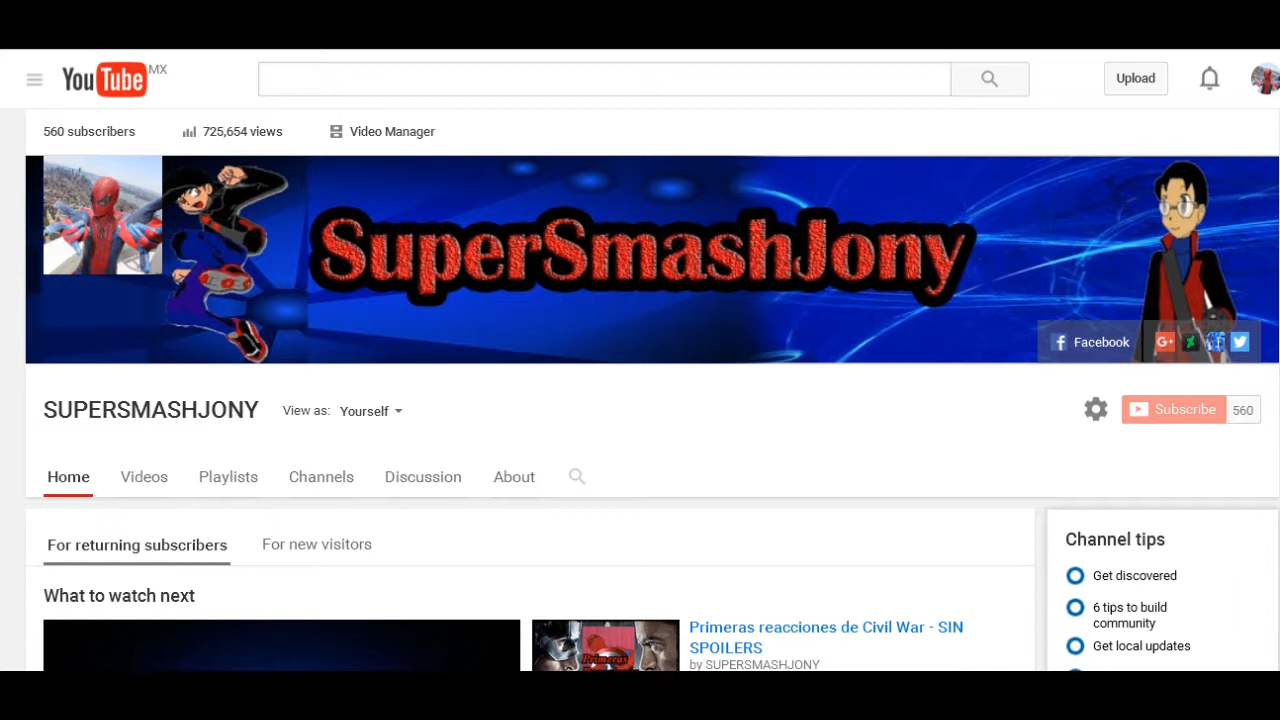 YouTube MX
Upload
560 subscribers
725,654 views
Video Manager
SuperSmashJony
Facebook
SUPERSMASHJONY
View as: Yourself
Subscribe 560
Home
Videos
Playlists
Channels
Discussion
About
For returning subscribers
For new visitors
What to watch next
Primeras
Primeras reacciones de Civil War - SIN
SPOILERS
by SUPERSMASHJONY
Channel tips
Get discovered
6 tips to build
community
Get local updates